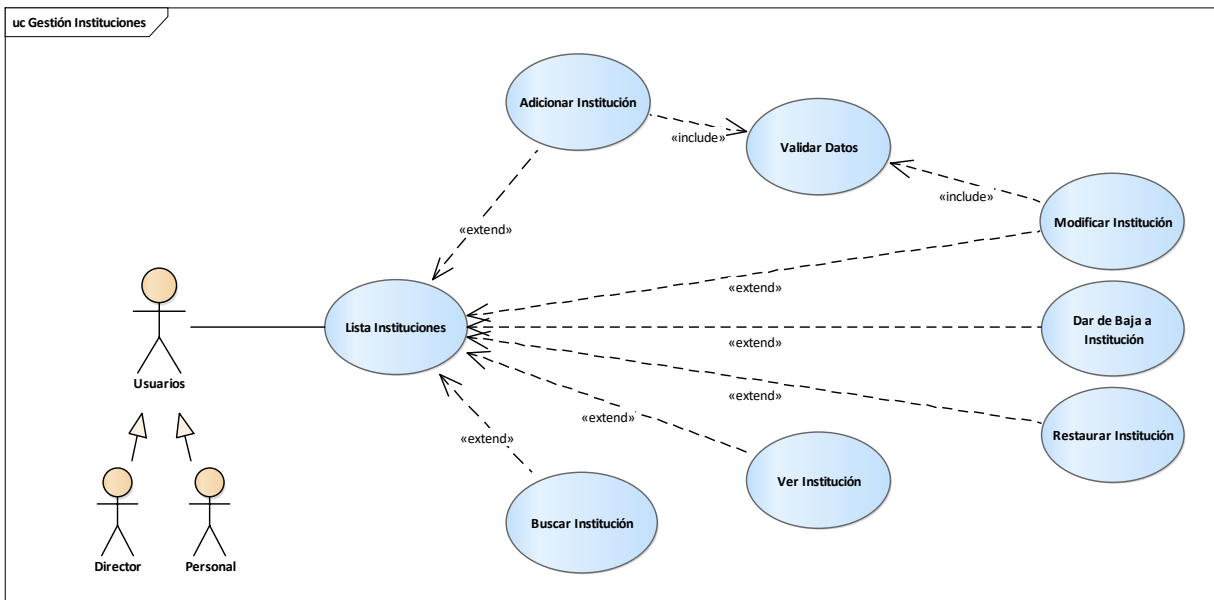 uc Gestión Instituciones
Adicionar Institución
«include»
Validar Datos
«include»
Modificar Institución
«extend»
«extend»
Lista Instituciones
Dar de Baja a
Institución
«extend»
Usuarios
«extend»
Restaurar Institución
«extend»
«extend»
Ver Institución
Buscar Institución
Director
Personal